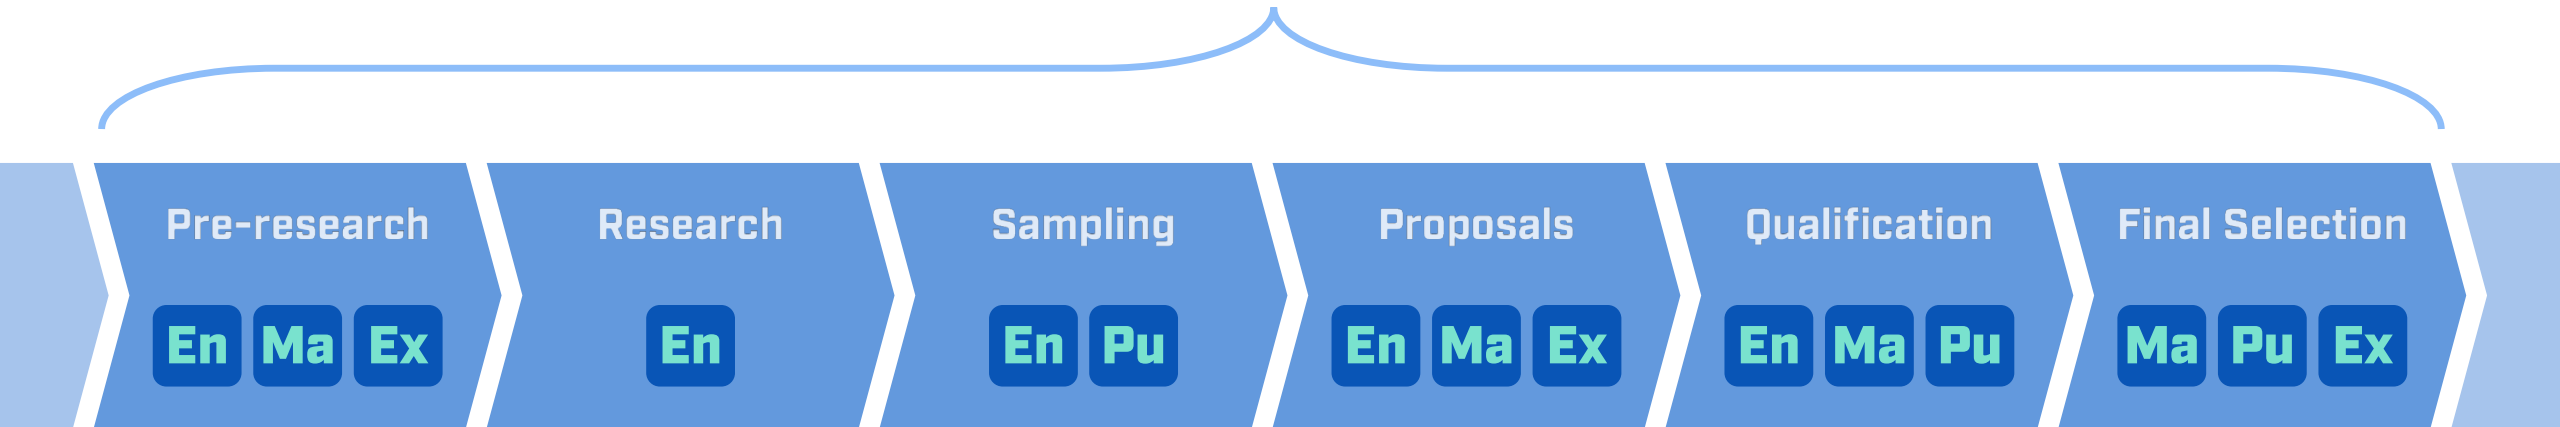 Pre-research
Research
Sampling
Proposals
Qualification
Final Selection
En Ma Ex
En
En Pu
En Ma Ex
En Ma Pu
Ma Pu Ex